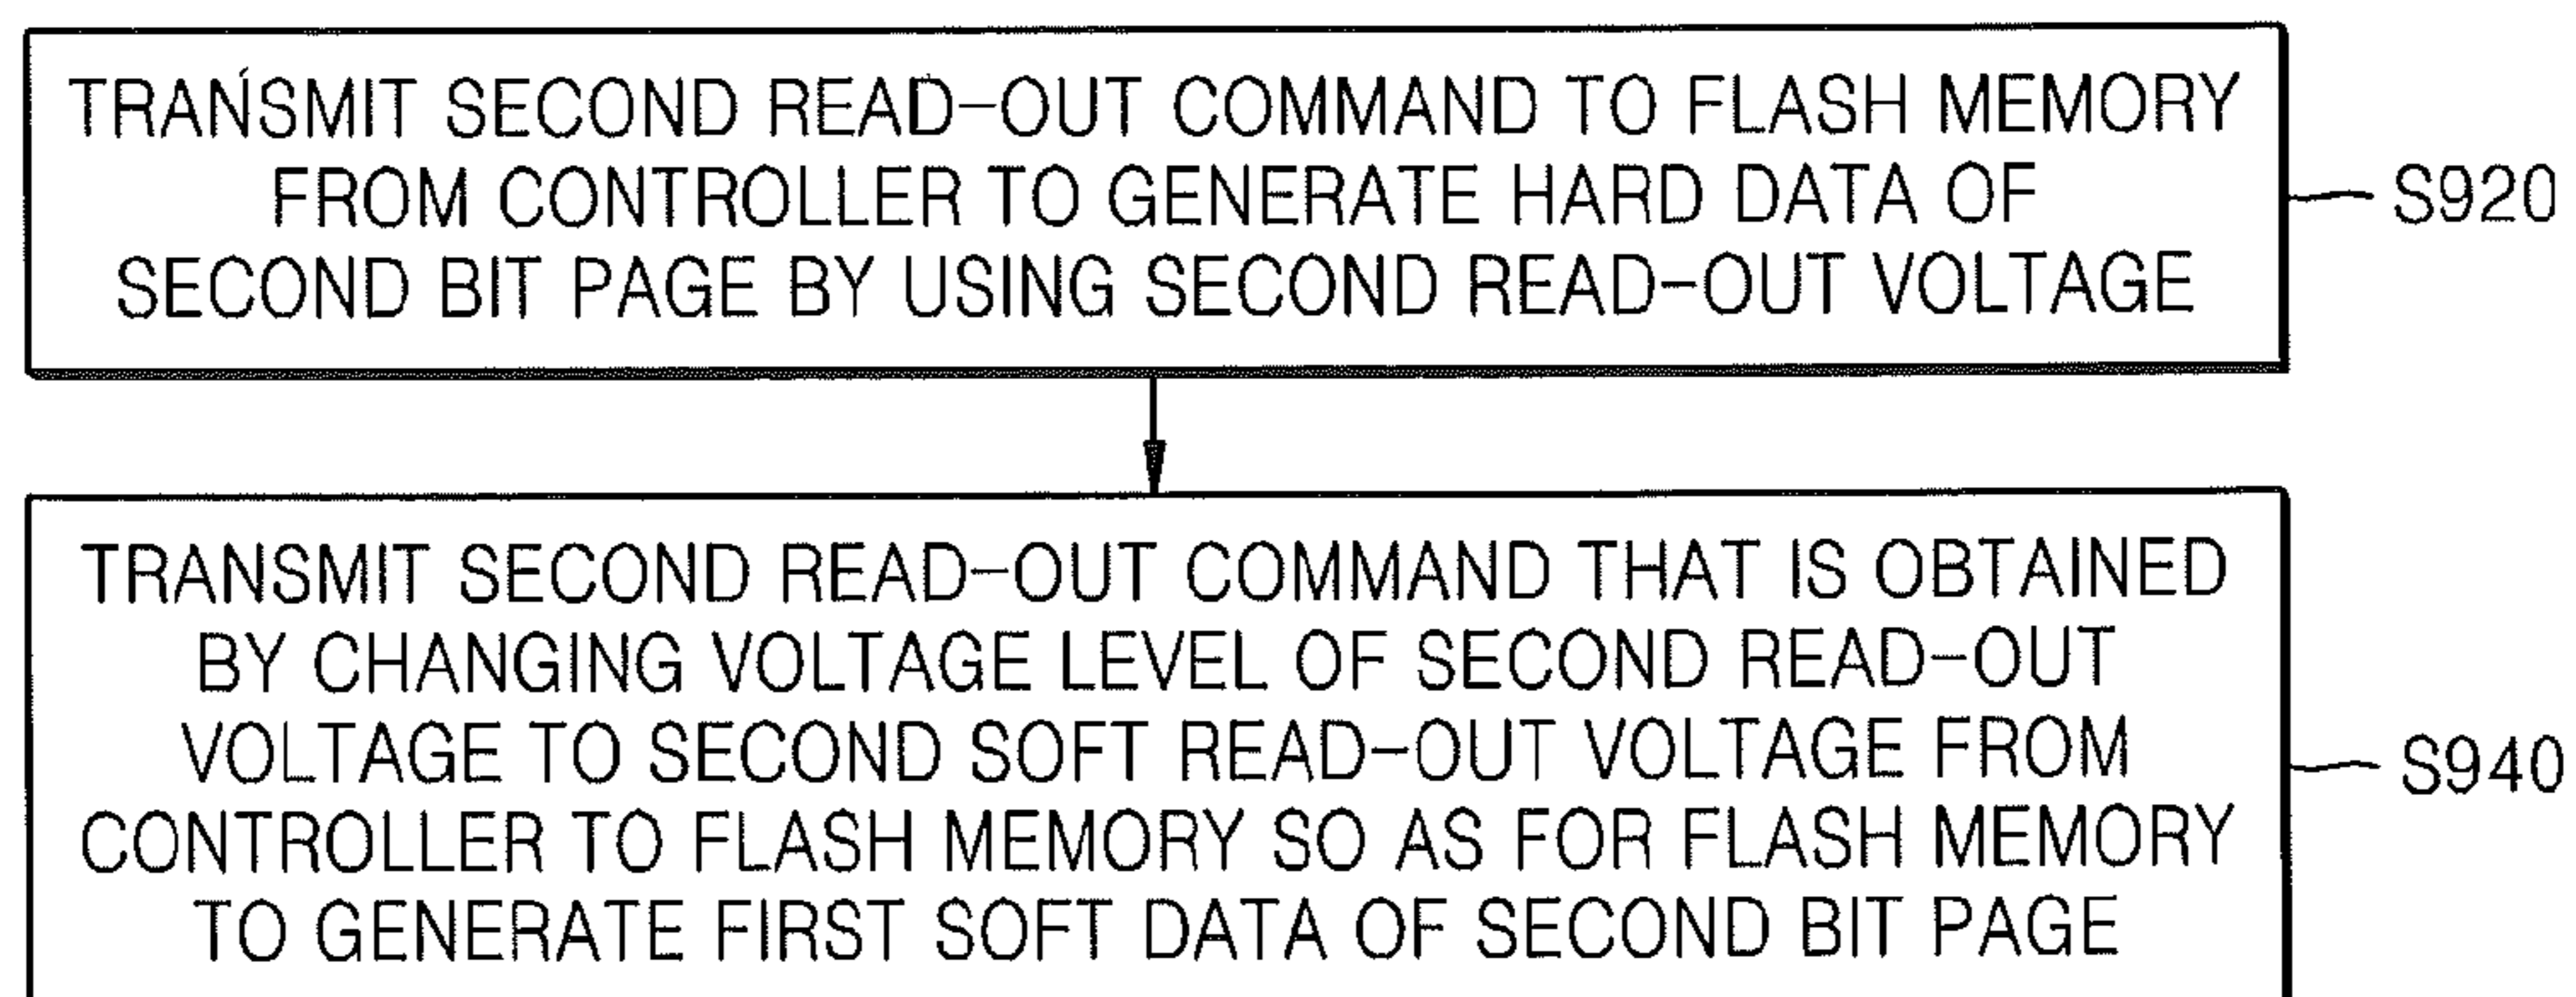 TRANSMIT SECOND READ-OUT COMMAND TO FLASH MEMORY
FROM CONTROLLER TO GENERATE HARD DATA OF
SECOND BIT PAGE BY USING SECOND READ-OUT VOLTAGE
S920
TRANSMIT SECOND READ-OUT COMMAND THAT IS OBTAINED
BY CHANGING VOLTAGE LEVEL OF SECOND READ-OUT
VOLTAGE TO SECOND SOFT READ-OUT VOLTAGE FROM
CONTROLLER TO FLASH MEMORY SO AS FOR FLASH MEMORY
TO GENERATE FIRST SOFT DATA OF SECOND BIT PAGE
S940